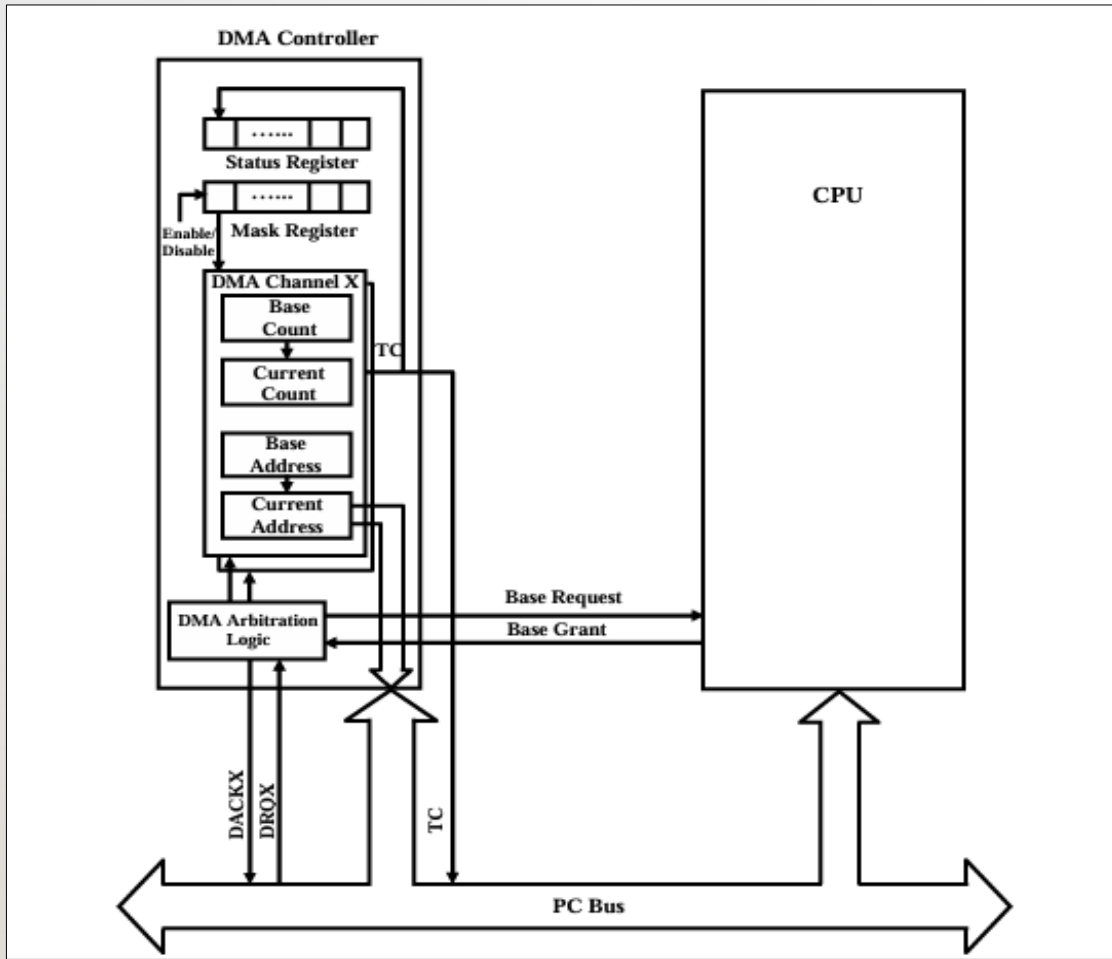 DMA Controller
…...
Status Register
…...
Mask Register
Enable/
Disable
DMA Channel X
Base
Count
TC
Current
Count
Base
Address
Current
Address
DMA Arbitration
Logic
Base Request
Base Grant
CPU
DACKX
DRQX
TC
PC Bus